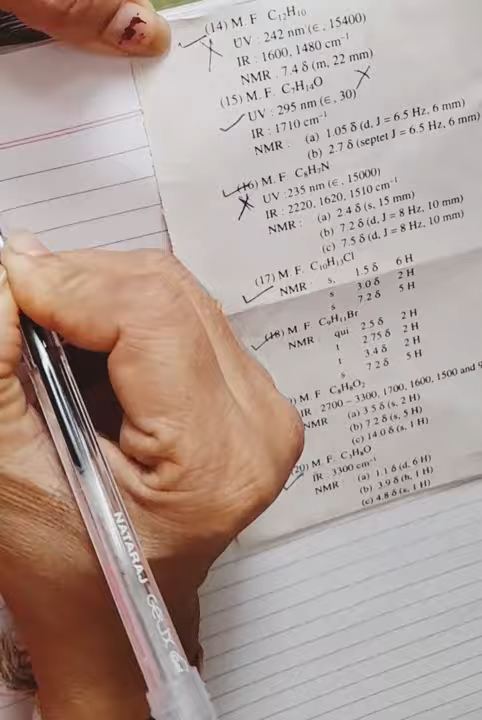 (14) M. F. C₁₂H₁₀
UV : 242 nm (ϵ, 15400)
IR : 1600, 1480 cm⁻¹
NMR : 7.4 δ (m, 22 mm)
(15) M. F. C₇H₁₄O
UV : 295 nm (ϵ, 30)
IR : 1710 cm⁻¹
NMR : (a) 1.05 δ (d, J = 6.5 Hz, 6 mm)
(b) 2.7 δ (septet J = 6.5 Hz, 6 mm)
(16) M. F. C₈H₇N
UV : 235 nm (ϵ, 15000)
IR : 2220, 1620, 1510 cm⁻¹
NMR : (a) 2.4 δ (s, 15 mm)
(b) 7.2 δ (d, J = 8 Hz, 10 mm)
(c) 7.5 δ (d, J = 8 Hz, 10 mm)
(17) M. F. C₁₀H₁₃Cl
NMR : s, 1.5 δ 6 H
s 3.0 δ 2 H
s 7.2 δ 5 H
(18) M F C₉H₁₁Br
NMR : qui 2.5 δ 2 H
t 2.75 δ 2 H
t 3.4 δ 2 H
s 7.2 δ 5 H
) M. F C₈H₈O₂
IR 2700 - 3300, 1700, 1600, 1500 and
NMR (a) 3.5 δ (s, 2 H)
(b) 7.2 δ (s, 5 H)
(c) 14.0 δ (s, 1 H)
(20) M. F. C₃H₈O
IR : 3300 cm⁻¹
NMR (a) 1.1 δ (d, 6 H)
(b) 3.9 δ (h, 1 H)
(c) 4.8 δ (s, 1 H)
NATARAJ GELIX